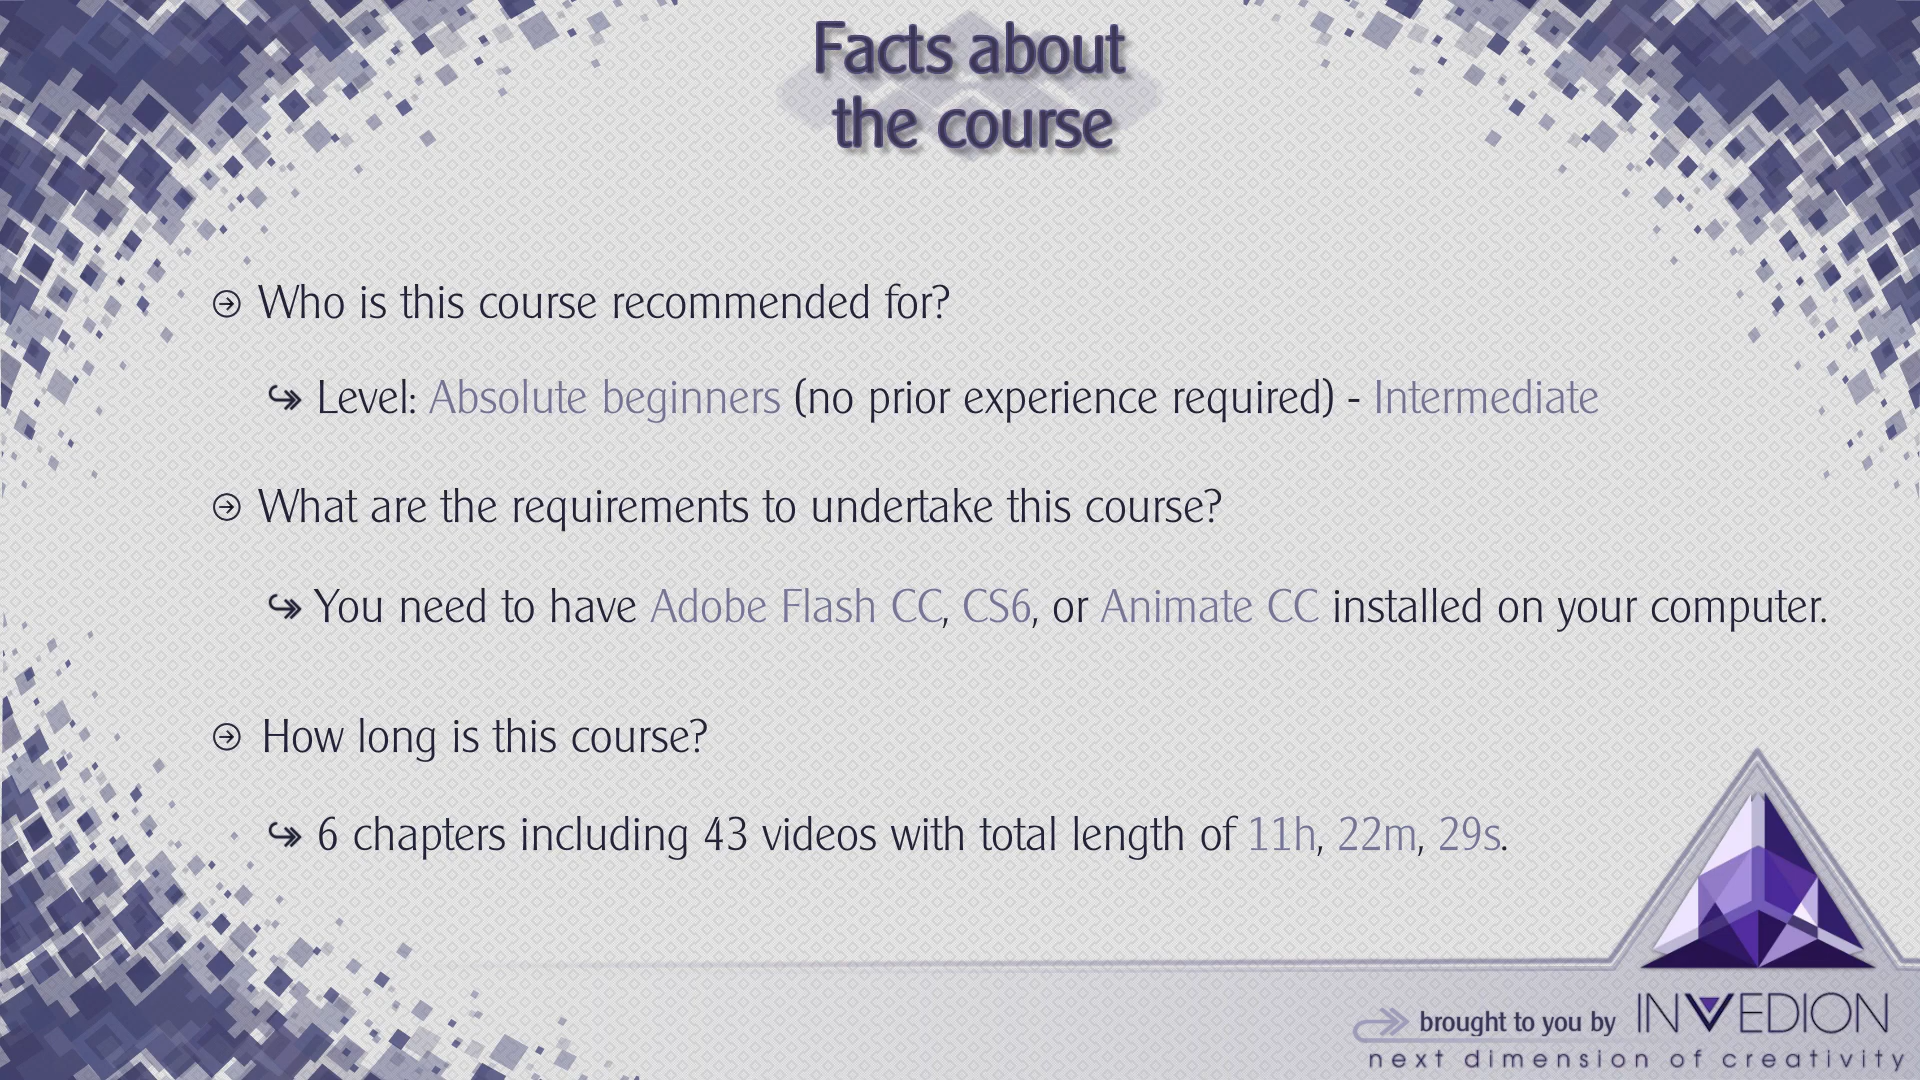 Facts about
the course
Who is this course recommended for?
Level: Absolute beginners (no prior experience required) - Intermediate
What are the requirements to undertake this course?
You need to have Adobe Flash CC, CS6, or Animate CC installed on your computer.
How long is this course?
6 chapters including 43 videos with total length of 11h, 22m, 29s.
brought to you by INVEDION
next dimension of creativity